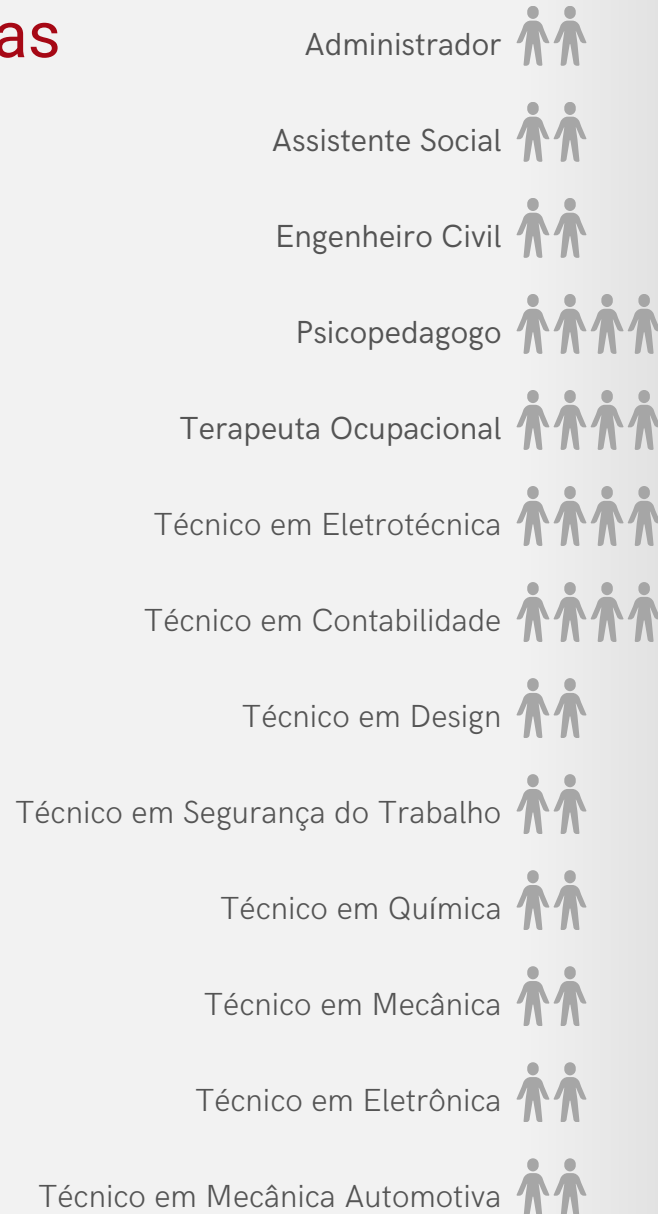 as
Administrador
Assistente Social
Engenheiro Civil
Psicopedagogo
Terapeuta Ocupacional
Técnico em Eletrotécnica
Técnico em Contabilidade
Técnico em Design
Técnico em Segurança do Trabalho
Técnico em Química
Técnico em Mecânica
Técnico em Eletrônica
Técnico em Mecânica Automotiva